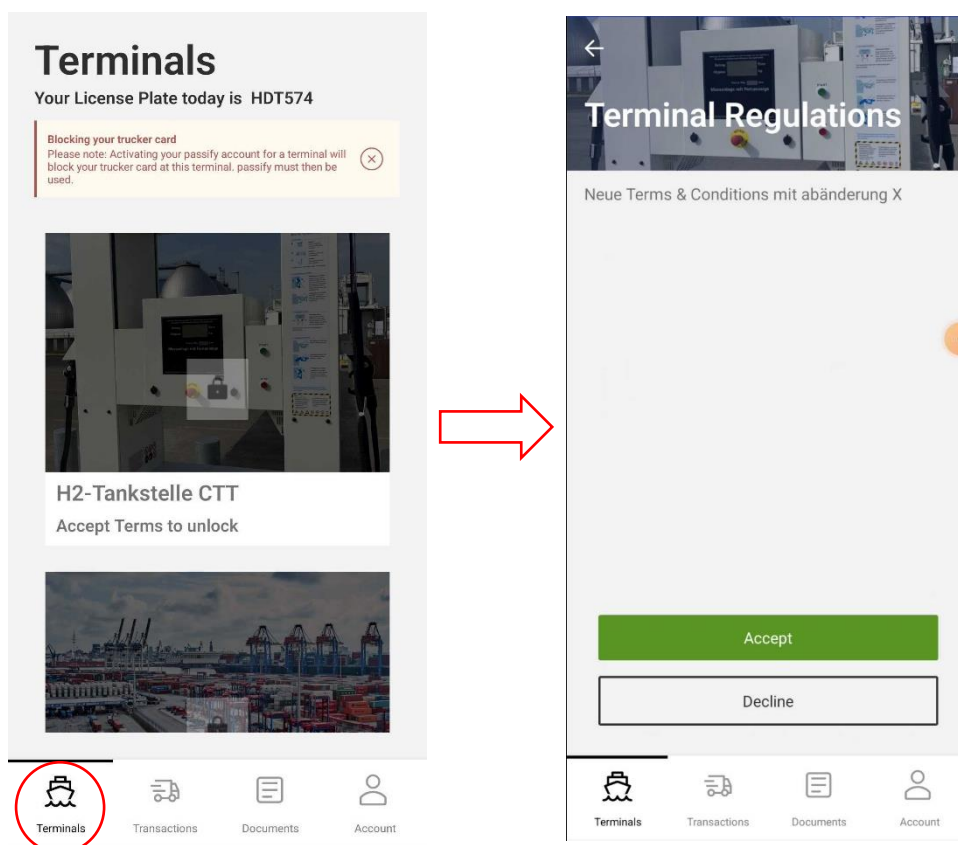 Terminals
Your License Plate today is HDT574
Blocking your trucker card
Please note: Activating your passify account for a terminal will
block your trucker card at this terminal. passify must then be
used.
H2-Tankstelle CTT
Accept Terms to unlock
Terminals
Transactions
Documents
Account
Terminal Regulations
Neue Terms & Conditions mit abänderung X
Accept
Decline
Terminals
Transactions
Documents
Account